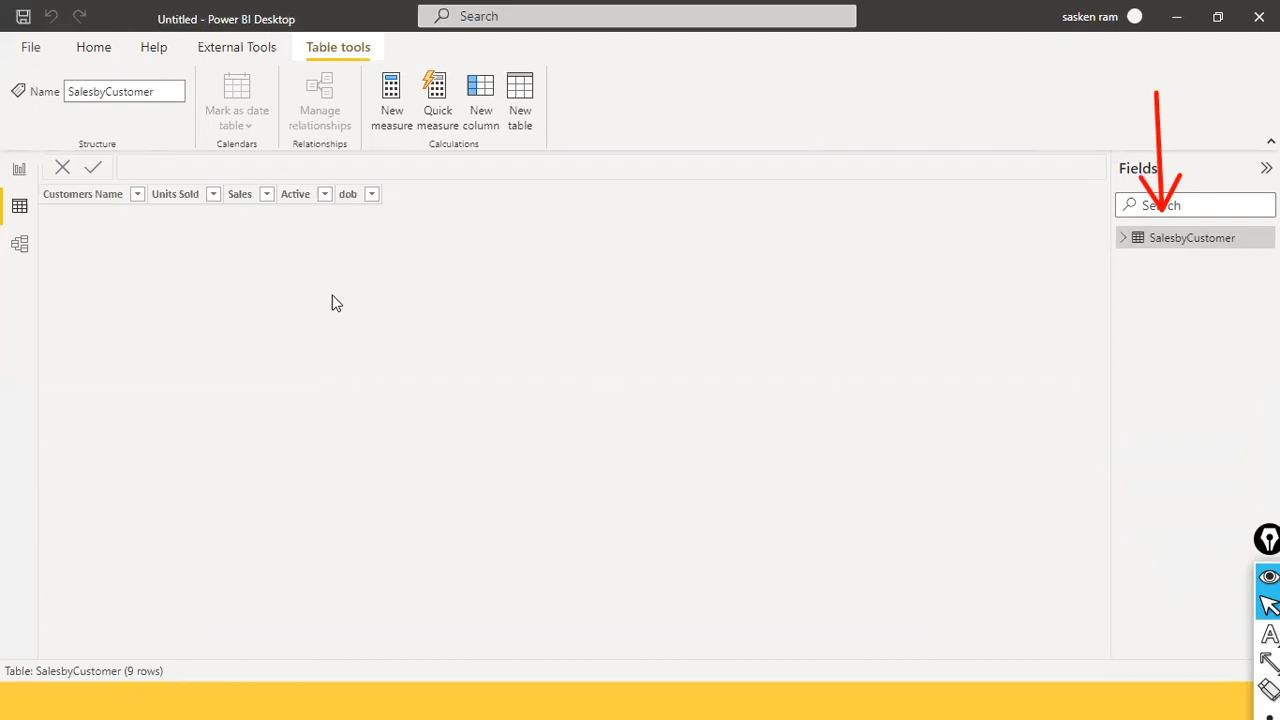 Untitled - Power BI Desktop
Search
sasken ram
File
Home
Help
External Tools
Table tools
Name
SalesbyCustomer
Mark as date
table
Manage
relationships
New
measure
Quick
measure
New
column
New
table
Structure
Calendars
Relationships
Calculations
Fields
Customers Name
Units Sold
Sales
Active
dob
Search
SalesbyCustomer
Table: SalesbyCustomer (9 rows)